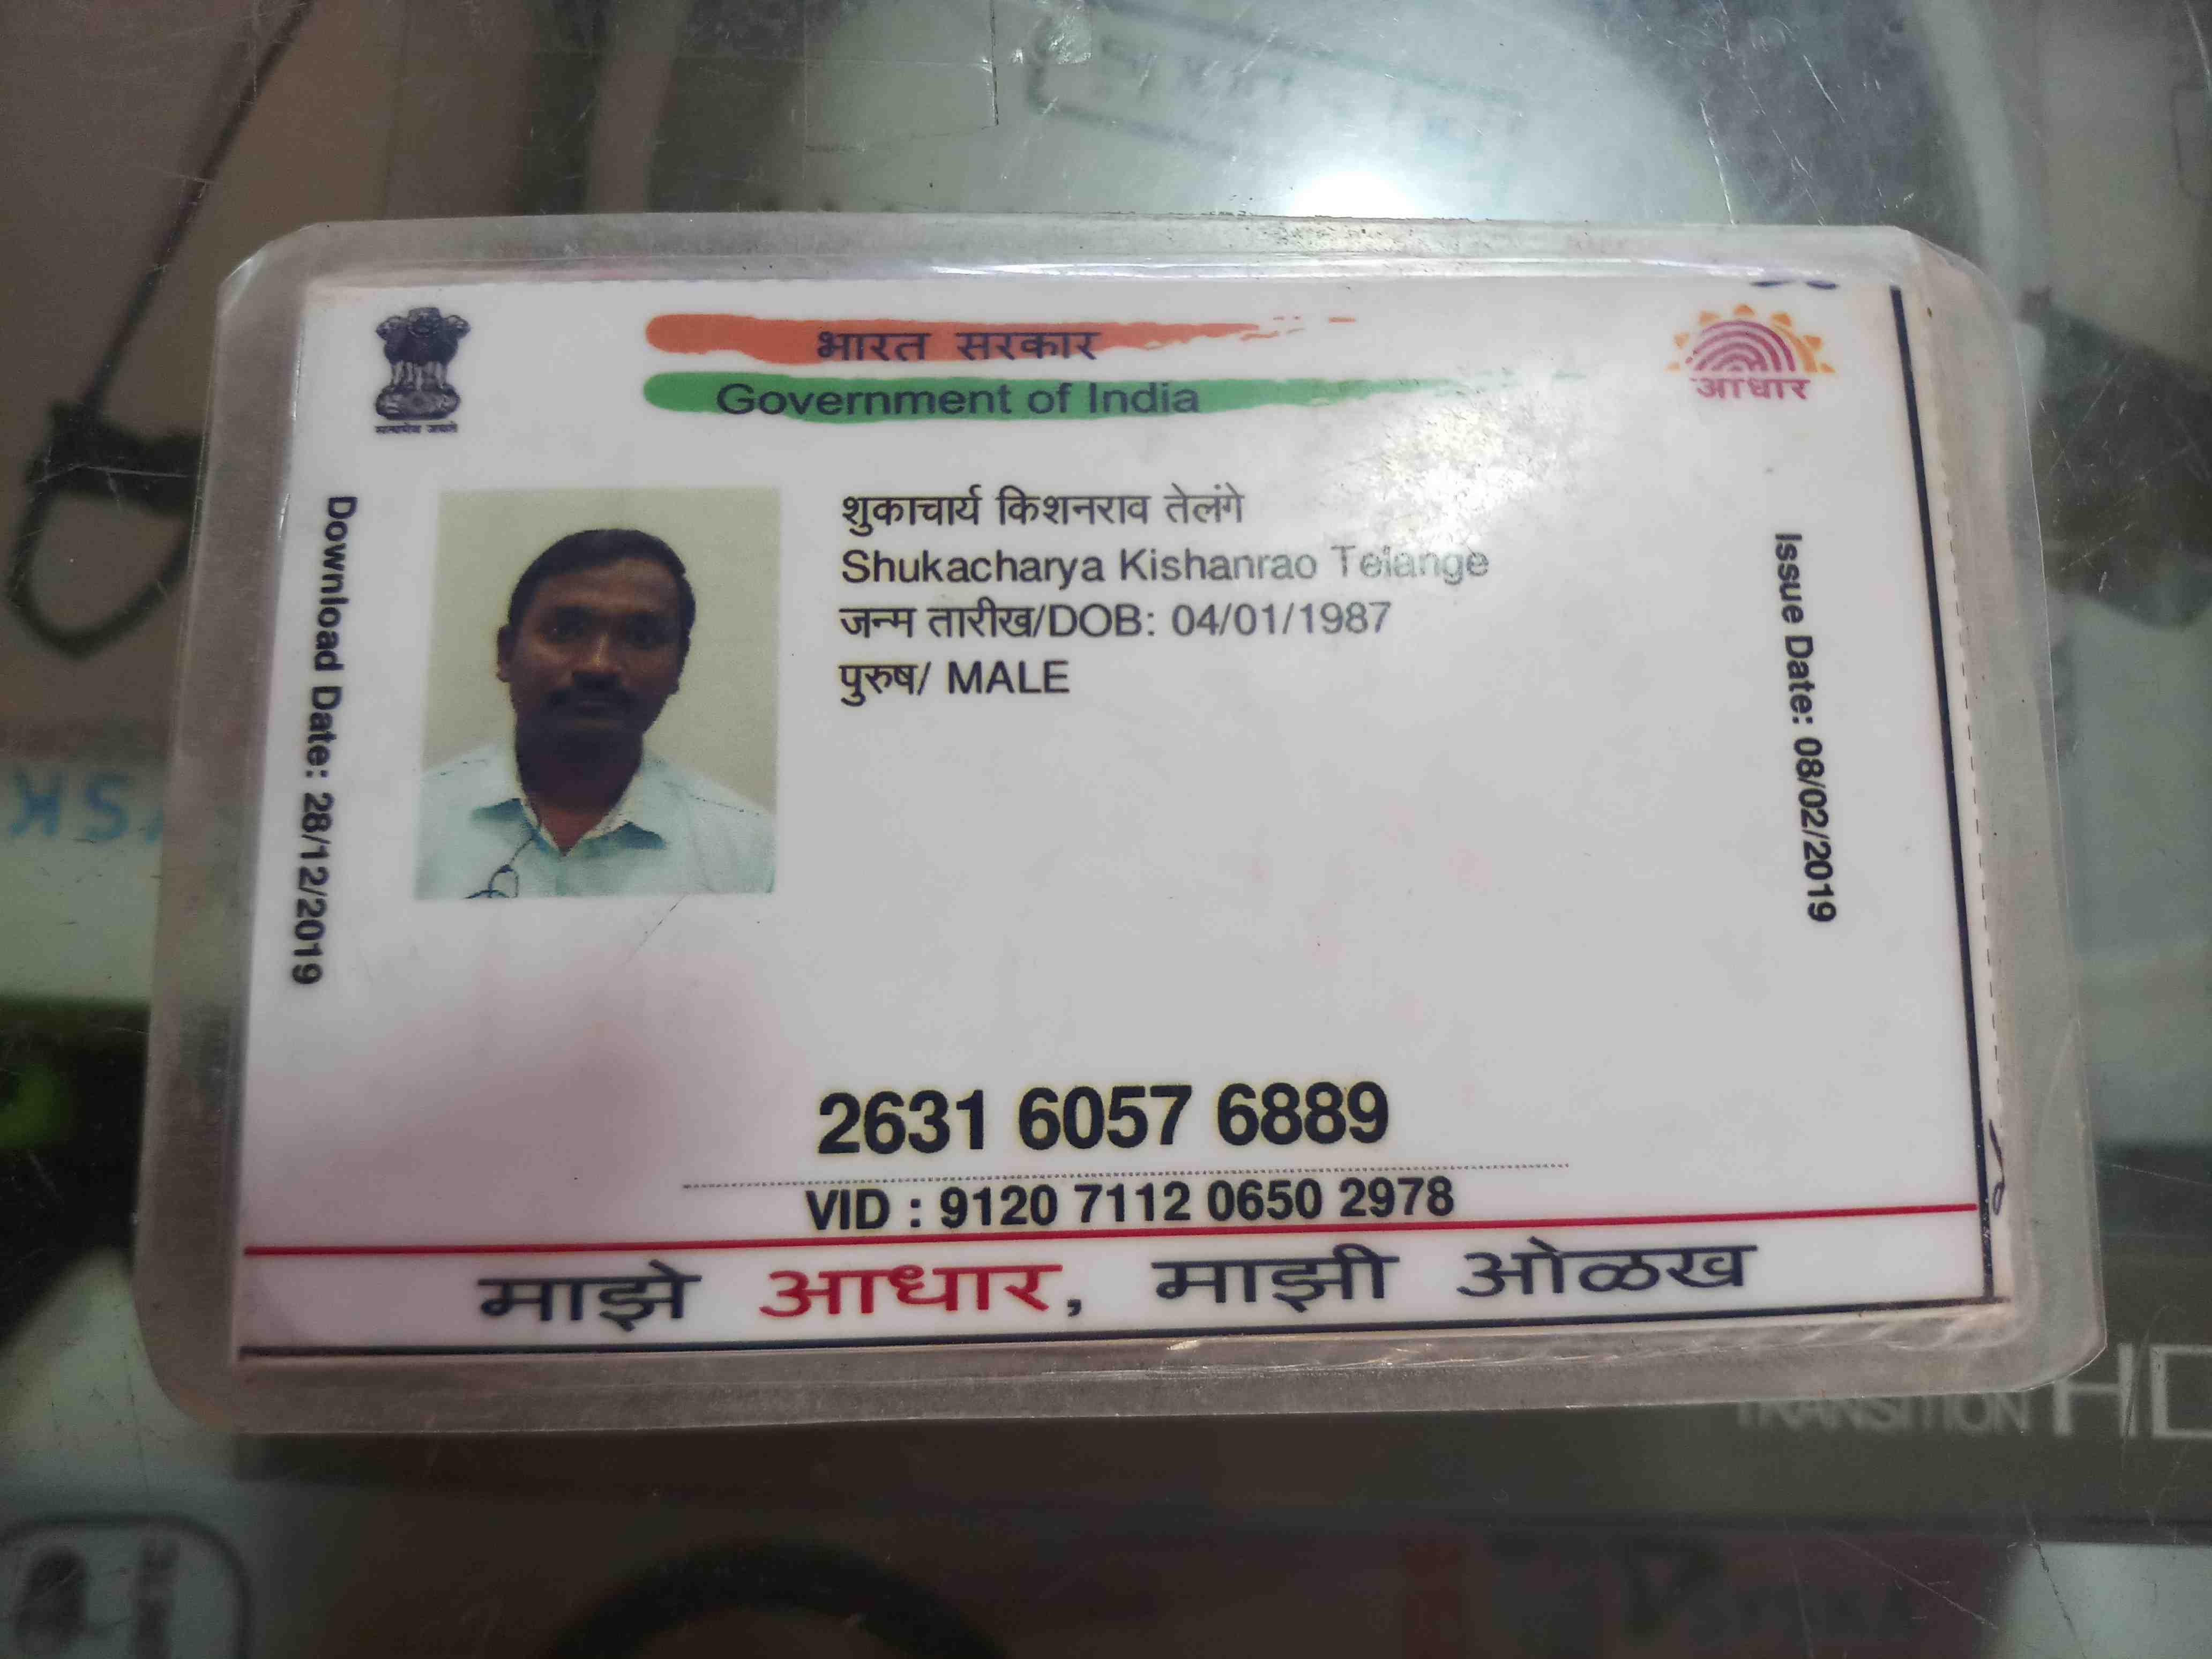 भारत सरकार
Government of India
सत्यमेव जयते
आधार
Download Date: 28/12/2019
शुकाचार्य किशनराव तेलंगे
Shukacharya Kishanrao Telange
जन्म तारीख/DOB: 04/01/1987
पुरुष/ MALE
Issue Date: 08/02/2019
2631 6057 6889
VID : 9120 7112 0650 2978
माझे आधार, माझी ओळख
TRANSITION HD